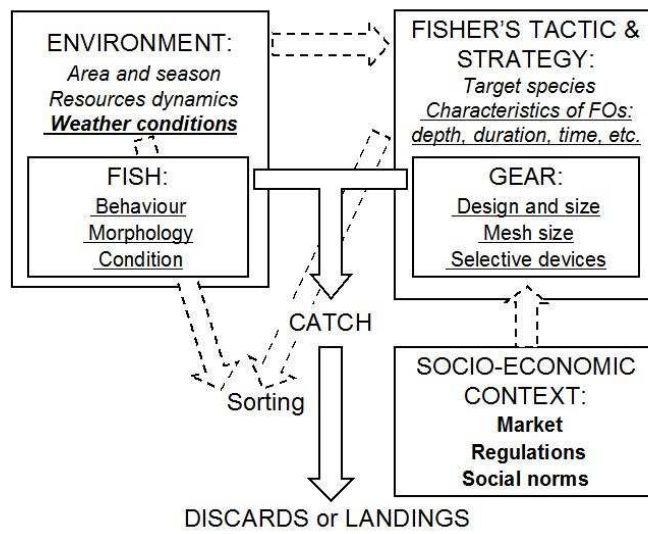 ENVIRONMENT:
Area and season
Resources dynamics
Weather conditions
FISH:
Behaviour
Morphology
Condition
FISHER'S TACTIC &
STRATEGY:
Target species
Characteristics of FOs:
depth, duration, time, etc.
GEAR:
Design and size
Mesh size
Selective devices
CATCH
Sorting
SOCIO-ECONOMIC
CONTEXT:
Market
Regulations
Social norms
DISCARDS or LANDINGS